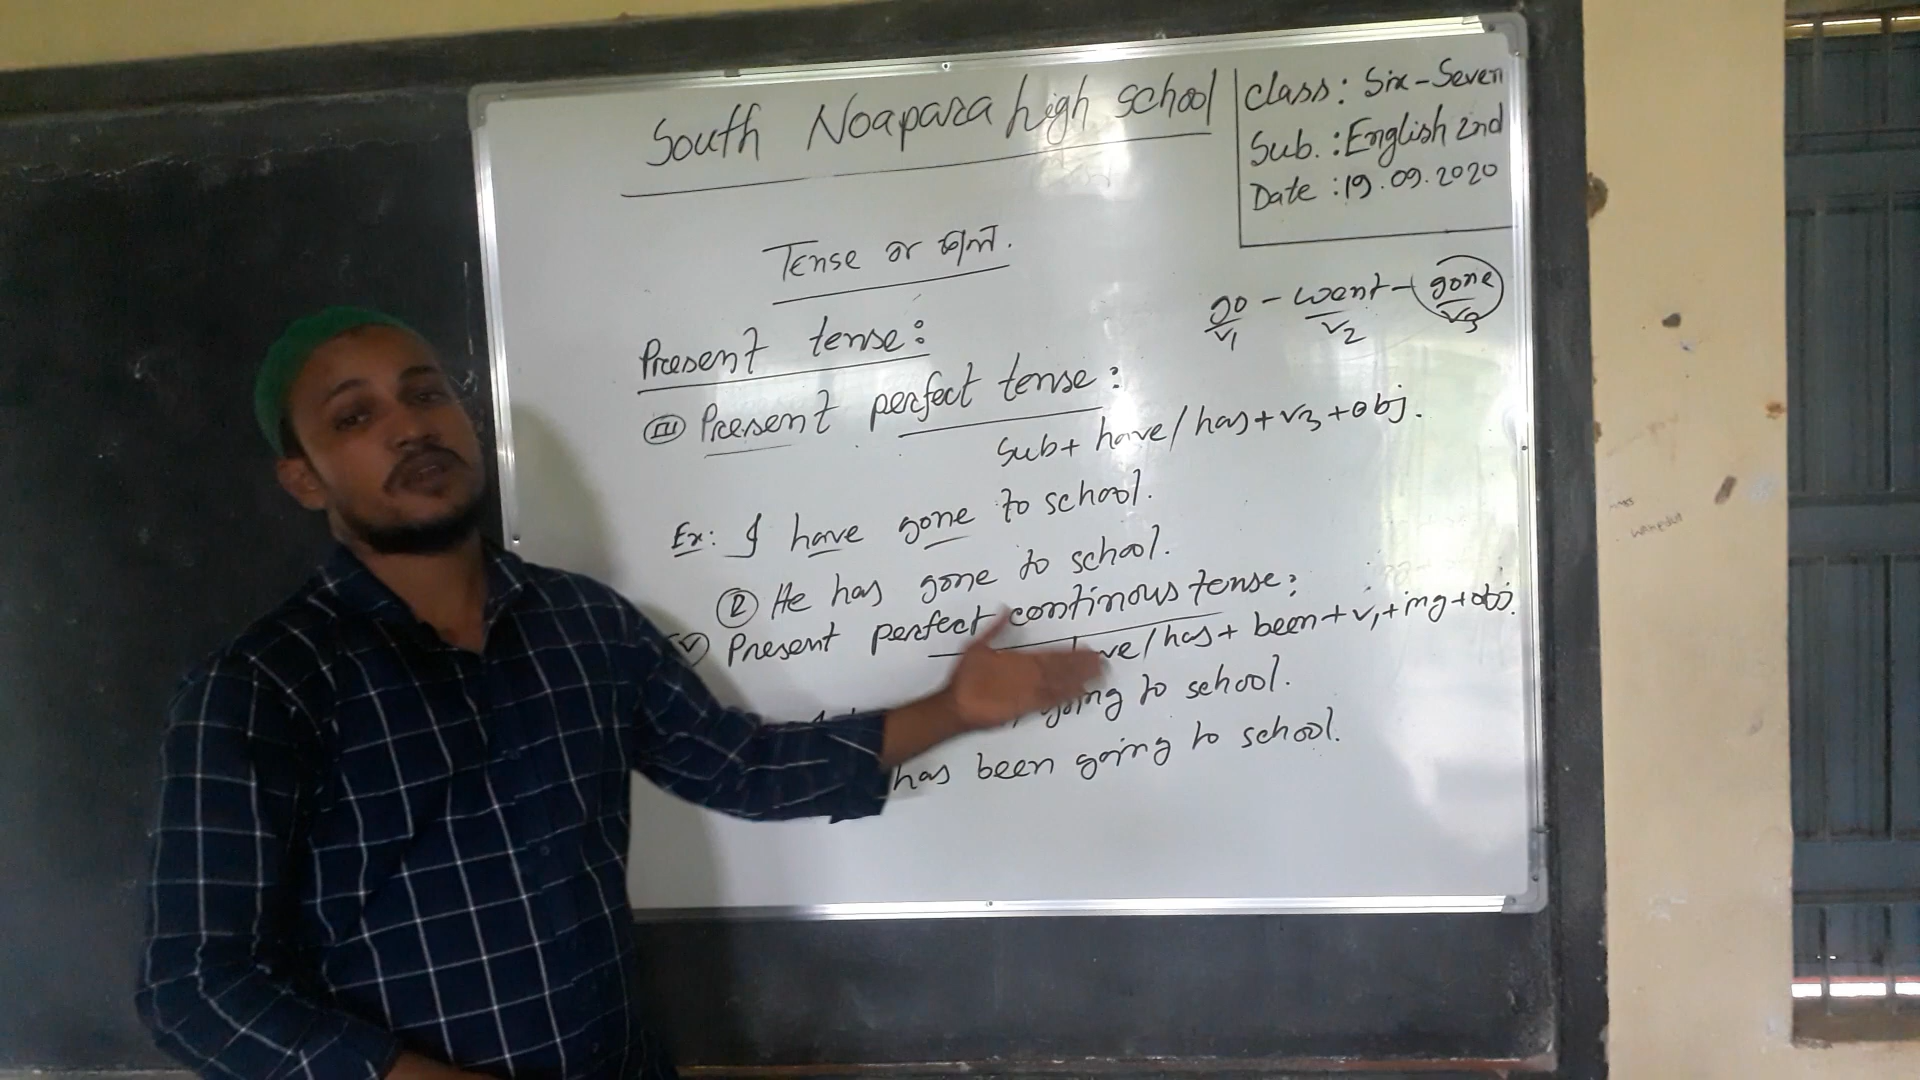 South Noapara high school
Class: Six-Seven
Sub.: English 2nd
Date: 19.09.2020
Tense or কাল.
go - went - gone
v1 v2 v3
Present tense:
III Present perfect tense:
Sub + have/has + v3 + obj.
Ex: I have gone to school.
2 He has gone to school.
Present perfect continous tense:
/has + been + v1 + ing + obj.
going to school.
has been going to school.